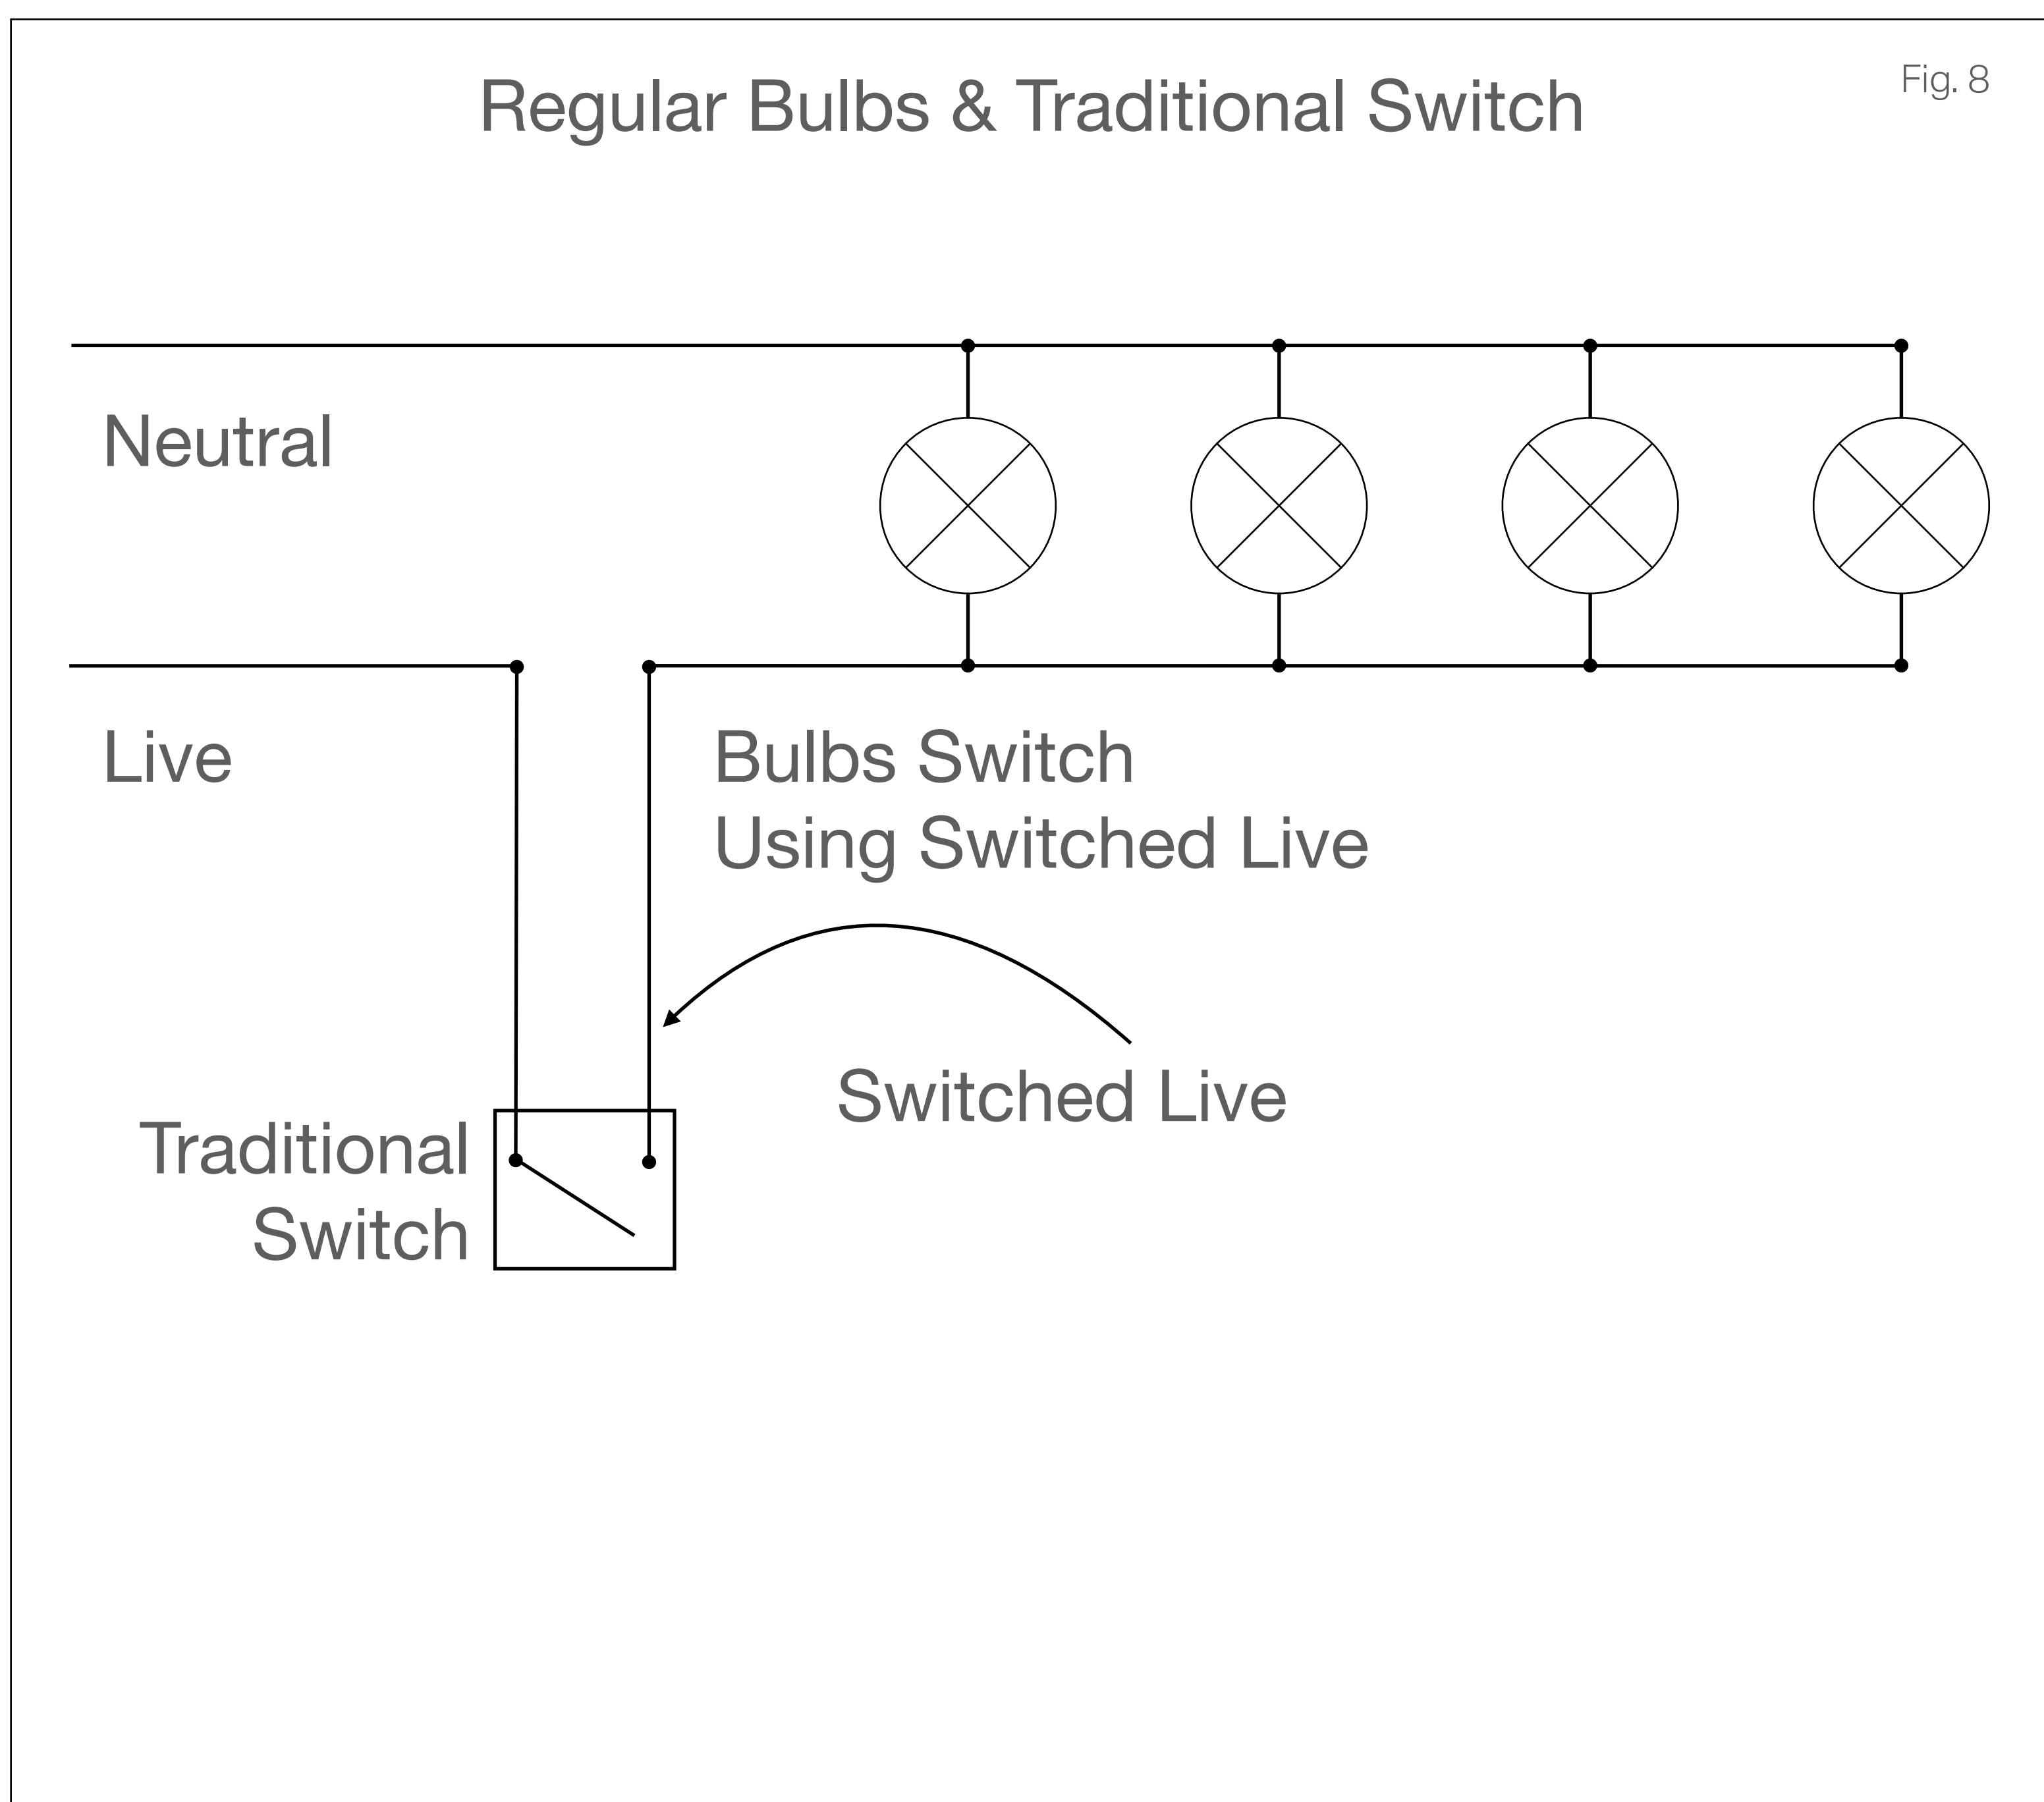 Regular Bulbs & Traditional Switch
Fig. 8
Neutral
Live
Bulbs Switch
Using Switched Live
Switched Live
Traditional
Switch